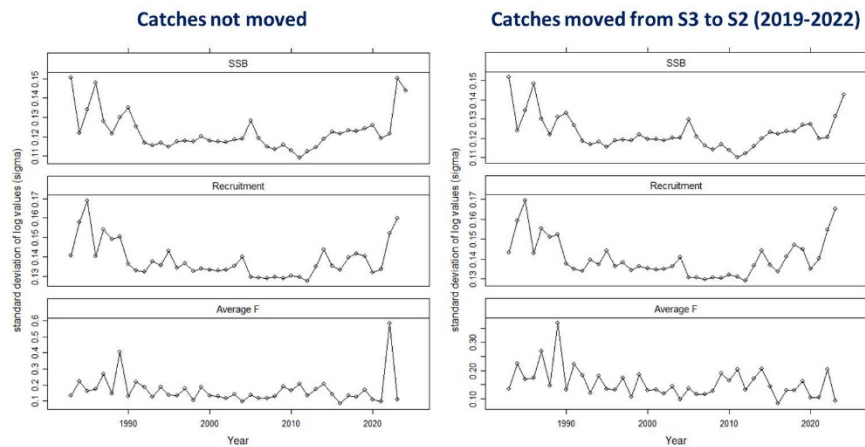 Catches not moved
SSB
0.11 0.12 0.13 0.14 0.15
1990 2000 2010 2020
Recruitment
0.13 0.14 0.15 0.16 0.17
Average F
0.1 0.2 0.3 0.4 0.5 0.6
1990 2000 2010 2020
Year
standard deviation of log values (sigma)
Catches moved from S3 to S2 (2019-2022)
SSB
0.11 0.12 0.13 0.14 0.15
Recruitment
0.13 0.14 0.15 0.16 0.17
Average F
0.10 0.20 0.30
1990 2000 2010 2020
Year
standard deviation of log values (sigma)